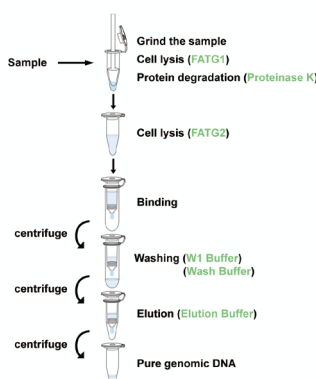 Grind the sample
Sample
Cell lysis (FATG1)
Protein degradation (Proteinase K)
Cell lysis (FATG2)
Binding
centrifuge
Washing (W1 Buffer)
(Wash Buffer)
centrifuge
Elution (Elution Buffer)
centrifuge
Pure genomic DNA